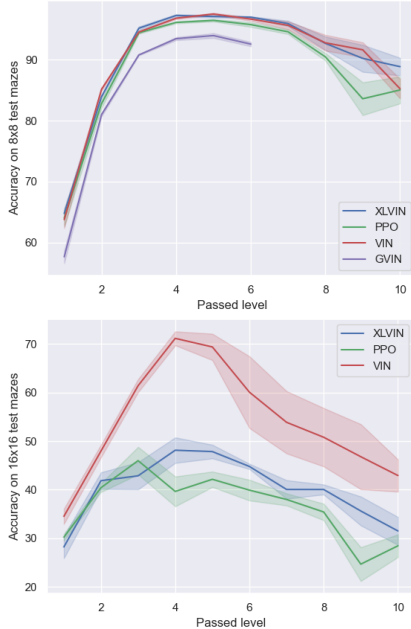 Accuracy on 8x8 test mazes
90
80
70
60
XLVIN
PPO
VIN
GVIN
2
4
6
8
10
Passed level
Accuracy on 16x16 test mazes
70
60
50
40
30
20
XLVIN
PPO
VIN
2
4
6
8
10
Passed level